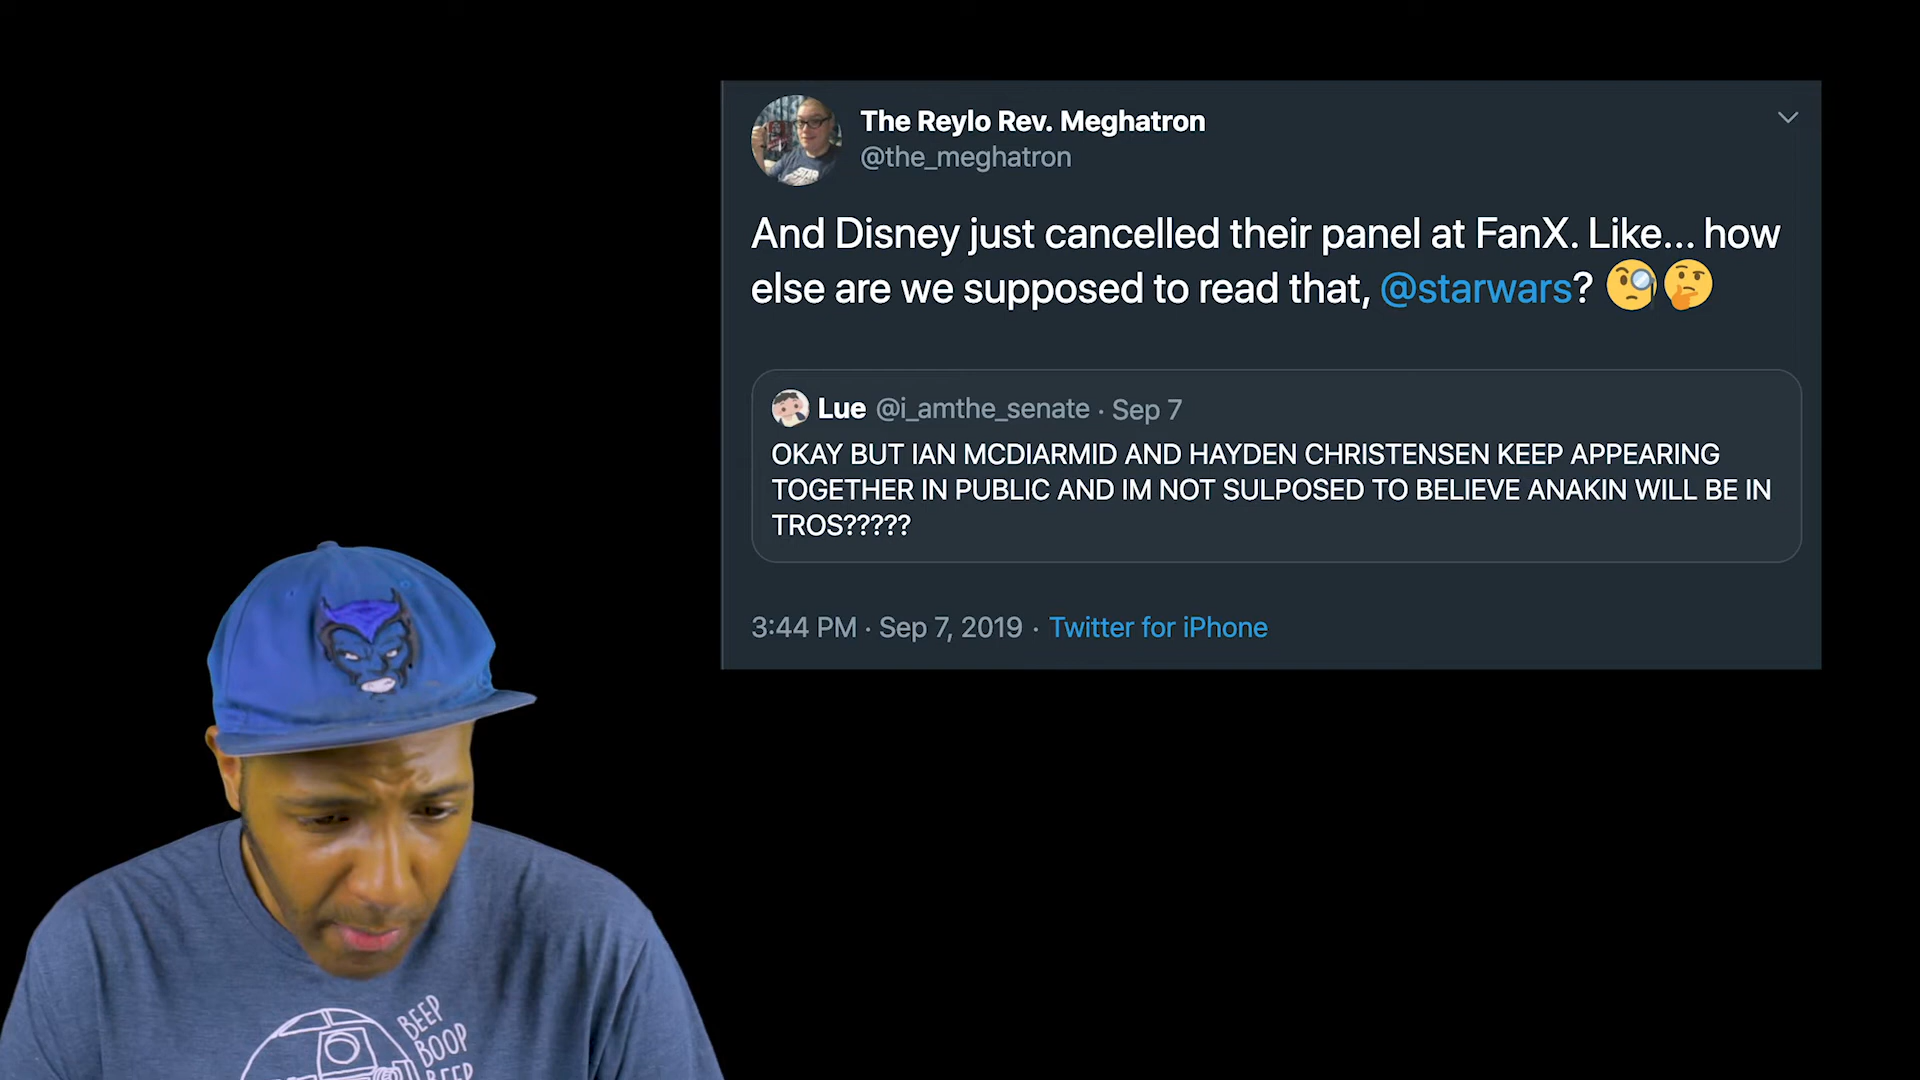 The Reylo Rev. Meghatron
@the_meghatron
And Disney just cancelled their panel at FanX. Like... how
else are we supposed to read that, @starwars? 🧐🤔
Lue @i_amthe_senate · Sep 7
OKAY BUT IAN MCDIARMID AND HAYDEN CHRISTENSEN KEEP APPEARING
TOGETHER IN PUBLIC AND IM NOT SULPOSED TO BELIEVE ANAKIN WILL BE IN
TROS?????
3:44 PM · Sep 7, 2019 · Twitter for iPhone
BEEP
BOOP
BEEP